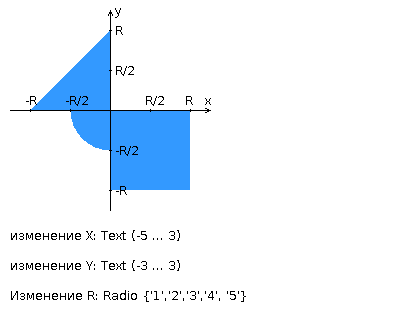 y
R
R/2
-R -R/2 R/2 R x
-R/2
-R
изменение X: Text (-5 ... 3)
изменение Y: Text (-3 ... 3)
Изменение R: Radio {'1','2','3','4', '5'}